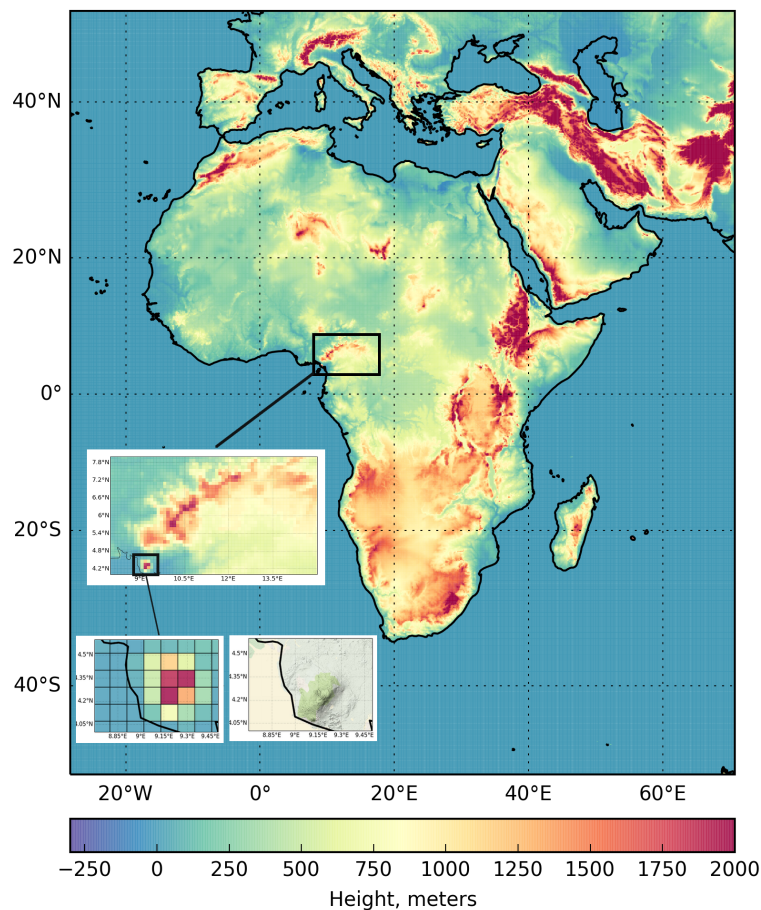 40°N
20°N
0°
20°S
40°S
7.8°N
7.2°N
6.6°N
6°N
5.4°N
4.8°N
4.2°N
9°E 10.5°E 12°E 13.5°E
4.5°N
4.35°N
4.2°N
4.05°N
8.85°E 9°E 9.15°E 9.3°E 9.45°E
4.5°N
4.35°N
4.2°N
4.05°N
8.85°E 9°E 9.15°E 9.3°E 9.45°E
20°W 0° 20°E 40°E 60°E
−250 0 250 500 750 1000 1250 1500 1750 2000
Height, meters